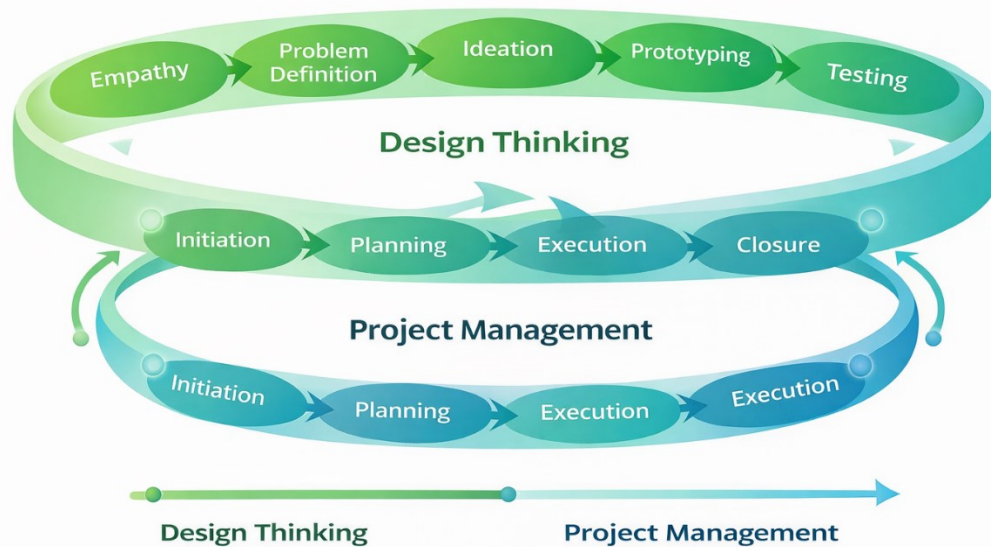 Empathy
Problem
Definition
Ideation
Prototyping
Testing
Design Thinking
Initiation
Planning
Execution
Closure
Project Management
Initiation
Planning
Execution
Execution
Design Thinking
Project Management